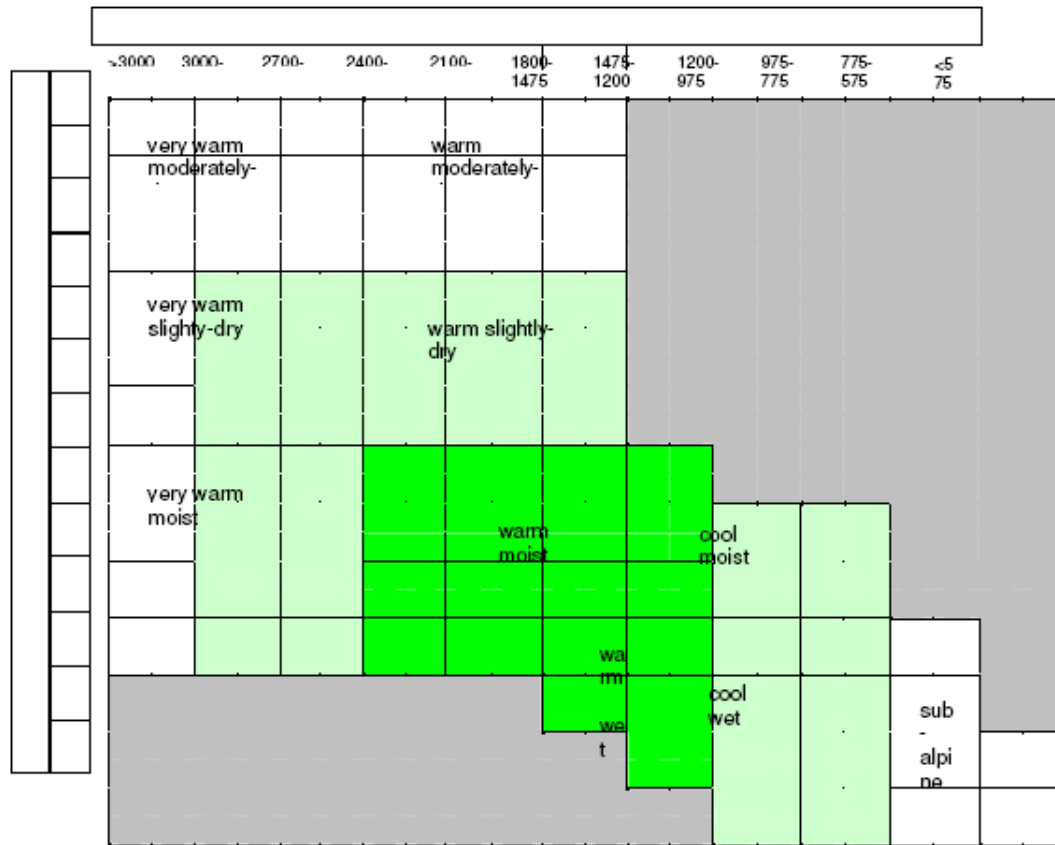 >3000 3000- 2700- 2400- 2100- 1800- 1475- 1200- 975- 775- <5
1475 1200 975 775 575 75
very warm
moderately-
warm
moderately-
very warm
slighty-dry
warm slightly-
dry
very warm
moist
warm
moist
cool
moist
wa
rm
we
t
cool
wet
sub
-
alpi
ne